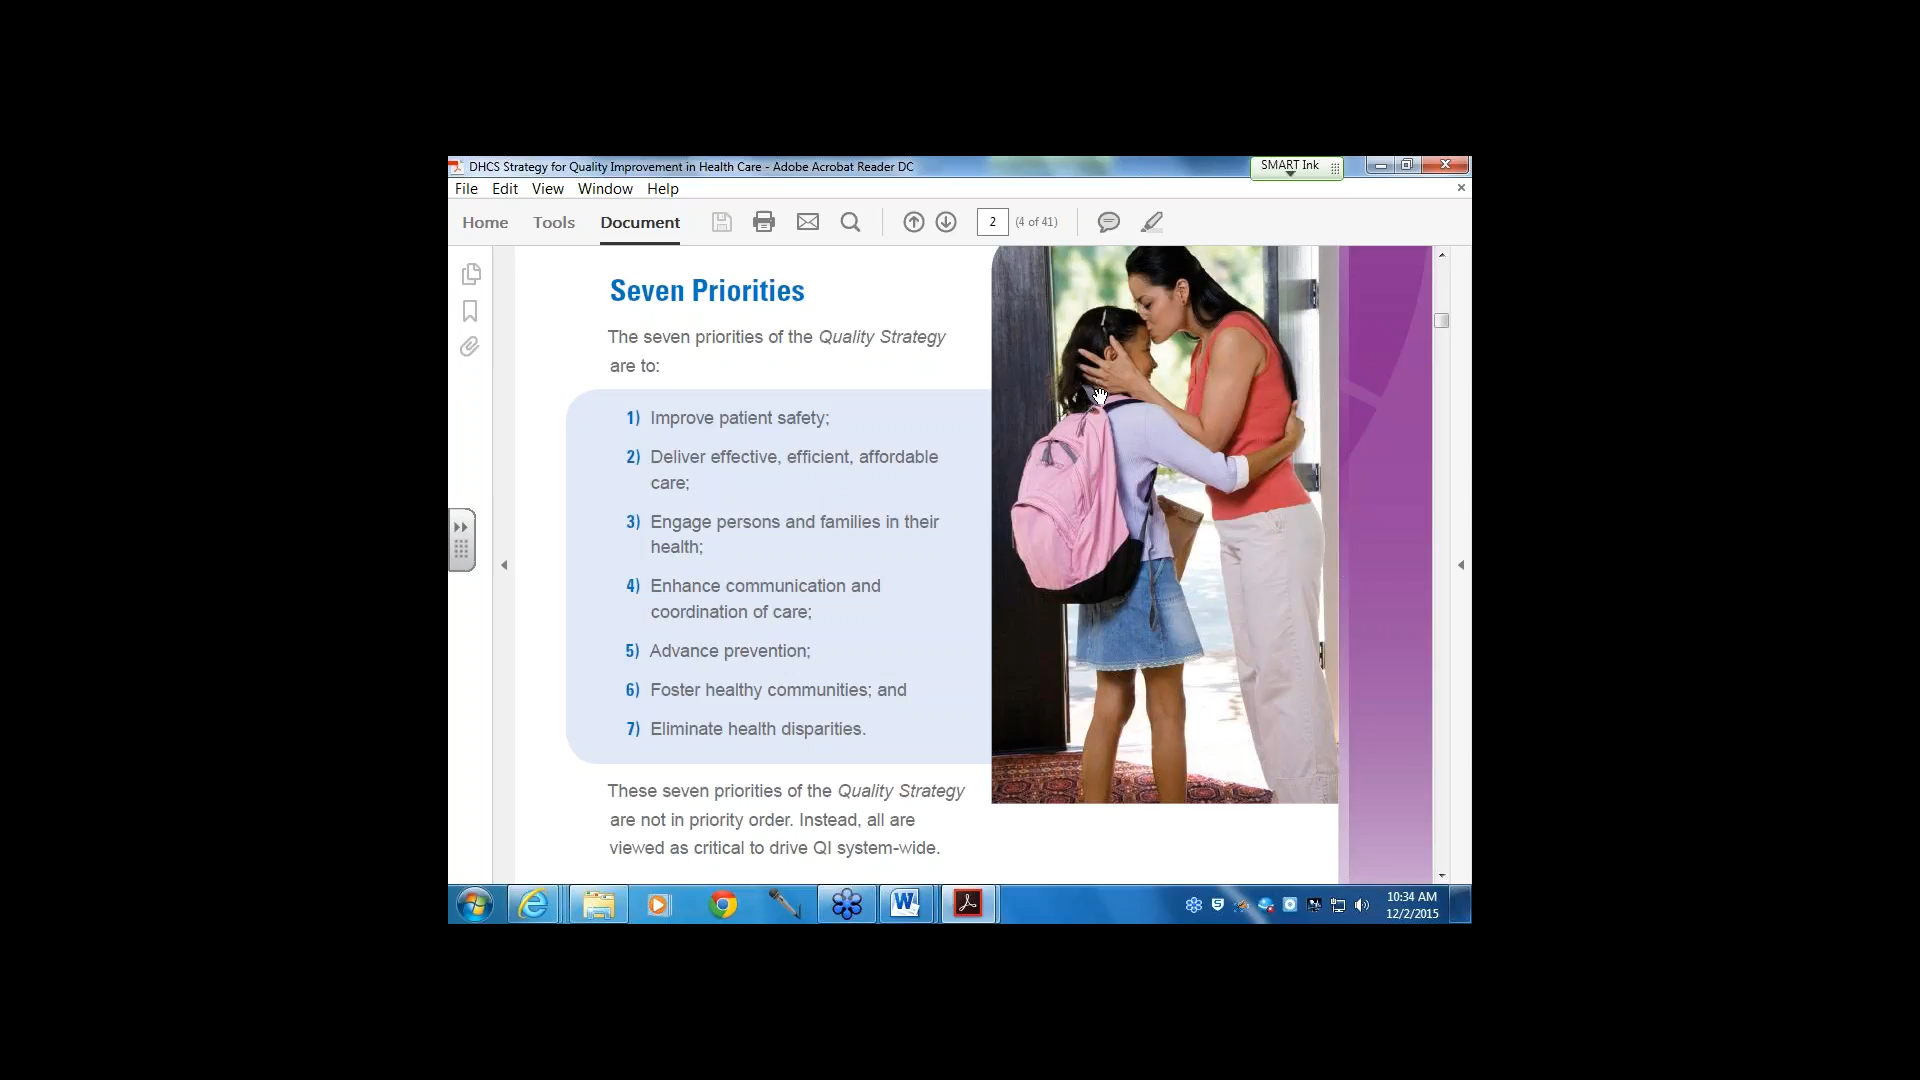 DHCS Strategy for Quality Improvement in Health Care - Adobe Acrobat Reader DC
SMART Ink
File Edit View Window Help
Home Tools Document 2 (4 of 41)
Seven Priorities
The seven priorities of the Quality Strategy
are to:
1) Improve patient safety;
2) Deliver effective, efficient, affordable
care;
3) Engage persons and families in their
health;
4) Enhance communication and
coordination of care;
5) Advance prevention;
6) Foster healthy communities; and
7) Eliminate health disparities.
These seven priorities of the Quality Strategy
are not in priority order. Instead, all are
viewed as critical to drive QI system-wide.
10:34 AM
12/2/2015